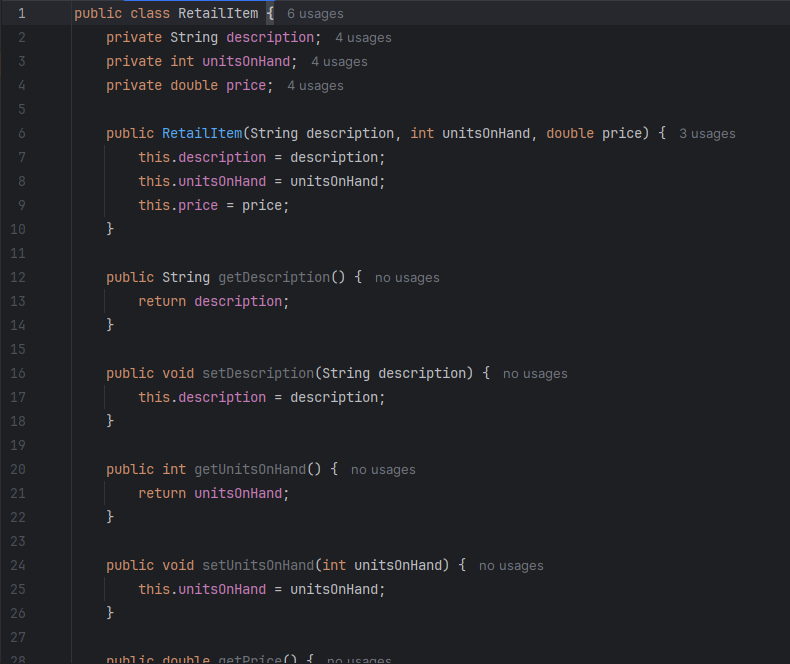 1 public class RetailItem { 6 usages
2 private String description; 4 usages
3 private int unitsOnHand; 4 usages
4 private double price; 4 usages
5
6 public RetailItem(String description, int unitsOnHand, double price) { 3 usages
7 this.description = description;
8 this.unitsOnHand = unitsOnHand;
9 this.price = price;
10 }
11
12 public String getDescription() { no usages
13 return description;
14 }
15
16 public void setDescription(String description) { no usages
17 this.description = description;
18 }
19
20 public int getUnitsOnHand() { no usages
21 return unitsOnHand;
22 }
23
24 public void setUnitsOnHand(int unitsOnHand) { no usages
25 this.unitsOnHand = unitsOnHand;
26 }
27
28 public double getPrice() { no usages